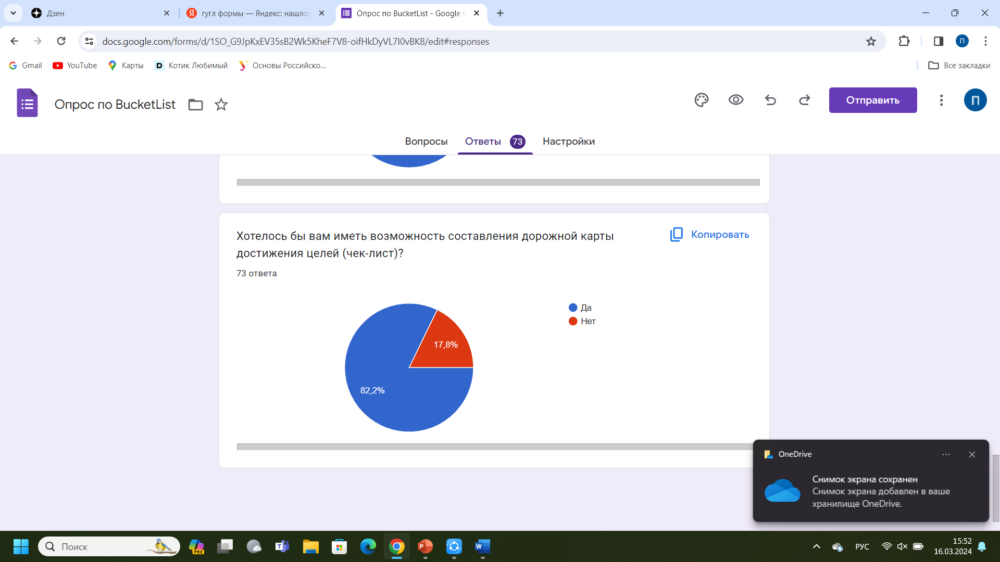 Дзен
гугл формы — Яндекс: нашлос
Опрос по BucketList - Google
docs.google.com/forms/d/1SO_G9JpKxEV35sB2Wk5KheF7V8-oifHkDyVL7I0vBK8/edit#responses
П
Gmail
YouTube
Карты
Котик Любимый
Основы Российско...
Все закладки
Опрос по BucketList
Отправить
П
Вопросы
Ответы 73
Настройки
Хотелось бы вам иметь возможность составления дорожной карты
достижения целей (чек-лист)?
Копировать
73 ответа
Да
Нет
17,8%
82,2%
OneDrive
Снимок экрана сохранен
Снимок экрана добавлен в ваше
хранилище OneDrive.
Поиск
PRE
РУС
15:52
16.03.2024